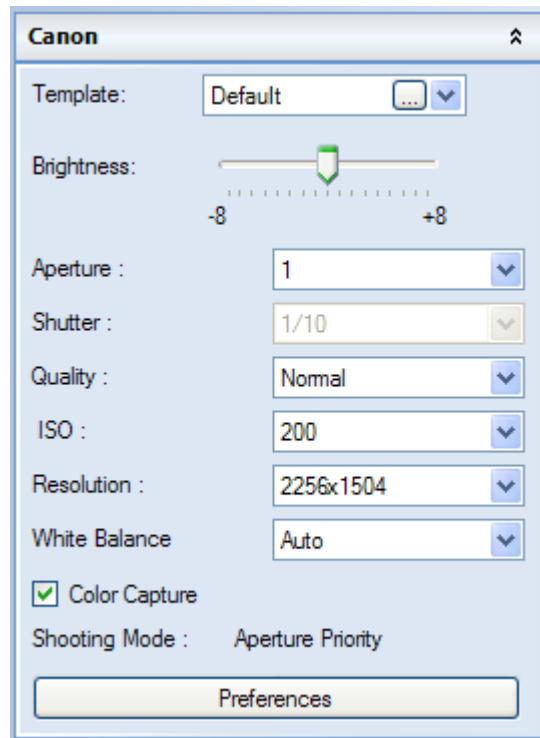 Canon
Template: Default ...
Brightness:
-8 +8
Aperture : 1
Shutter : 1/10
Quality : Normal
ISO : 200
Resolution : 2256x1504
White Balance Auto
Color Capture
Shooting Mode : Aperture Priority
Preferences